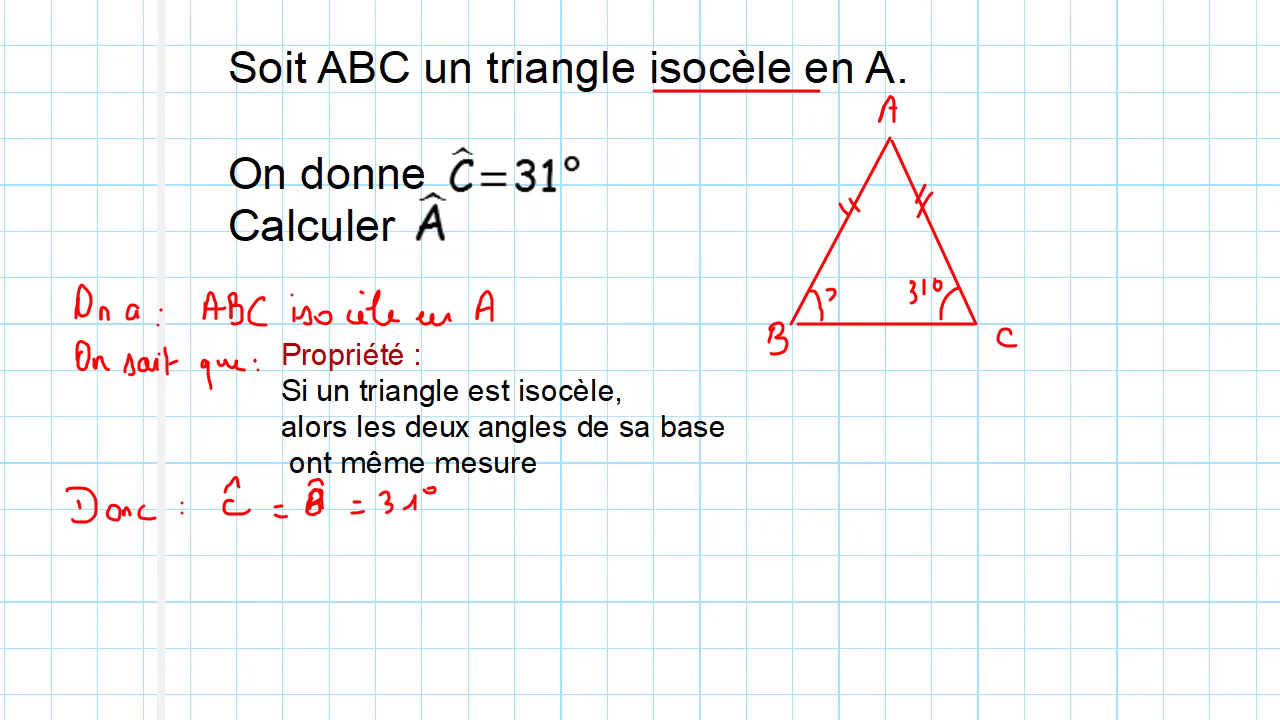 Soit ABC un triangle isocèle en A.
A
On donne Ĉ=31°
Calculer Â
On a : ABC isocèle en A
? 31°
B C
On sait que : Propriété :
Si un triangle est isocèle,
alors les deux angles de sa base
ont même mesure
Donc : Ĉ = B̂ = 31°